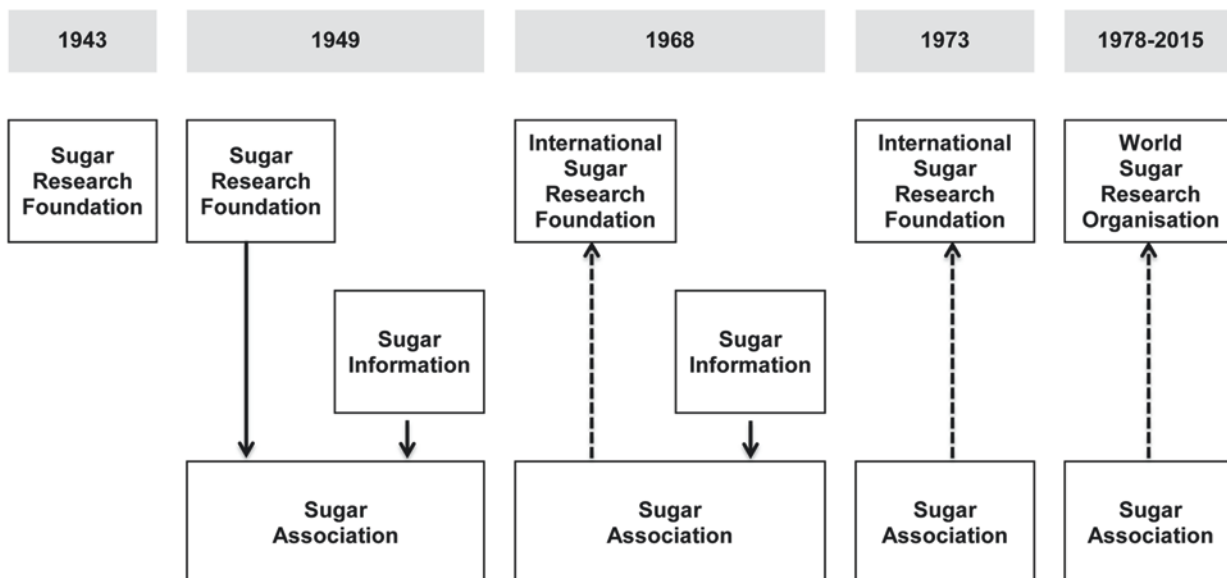 1943
1949
1968
1973
1978-2015
Sugar
Research
Foundation
Sugar
Research
Foundation
International
Sugar
Research
Foundation
International
Sugar
Research
Foundation
World
Sugar
Research
Organisation
Sugar
Information
Sugar
Information
Sugar
Association
Sugar
Association
Sugar
Association
Sugar
Association